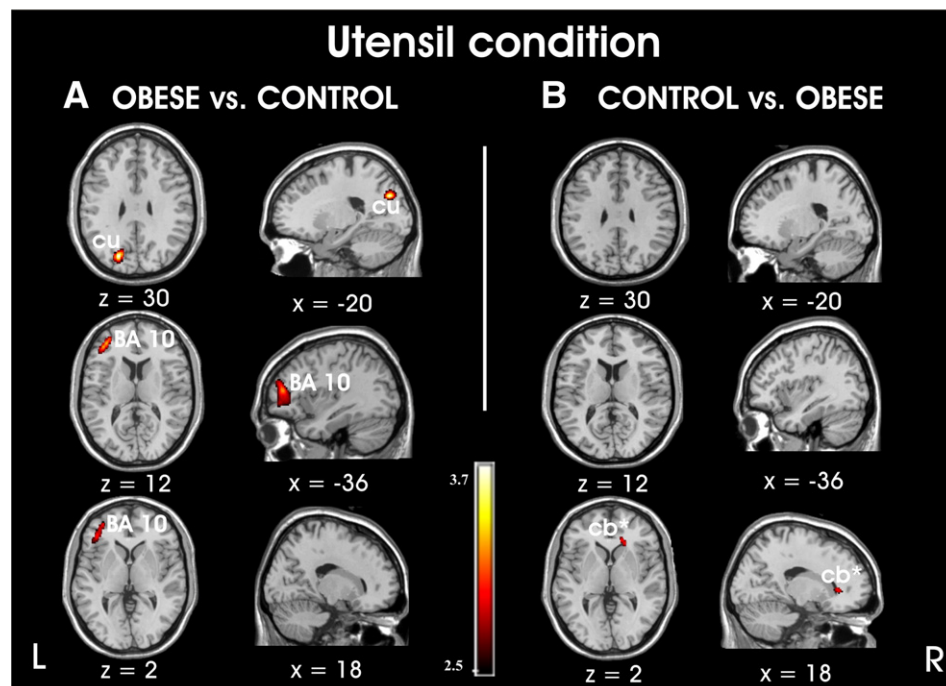 Utensil condition
A OBESE vs. CONTROL
B CONTROL vs. OBESE
cu
cu
z = 30
x = -20
z = 30
x = -20
BA 10
BA 10
z = 12
x = -36
z = 12
x = -36
3.7
BA 10
cb*
cb*
2.5
L
z = 2
x = 18
z = 2
x = 18
R